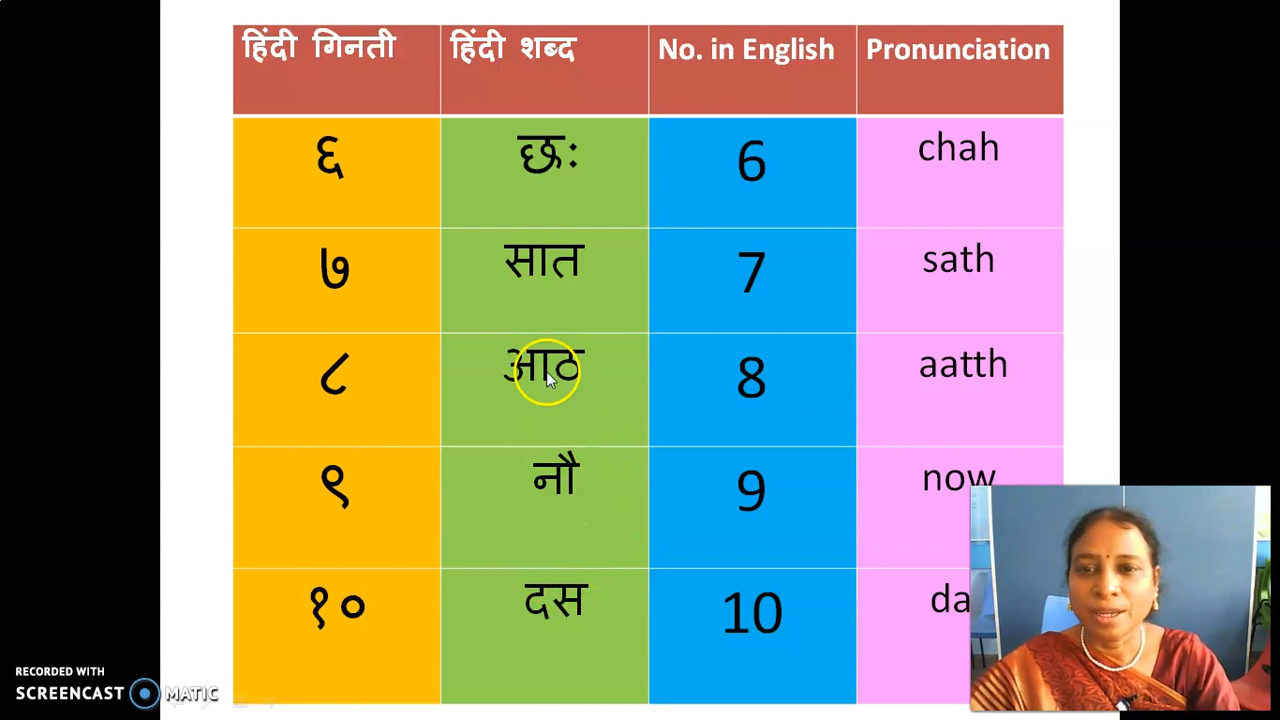 हिंदी गिनती हिंदी शब्द No. in English Pronunciation
६ छः 6 chah
७ सात 7 sath
८ आठ 8 aatth
९ नौ 9 now
१० दस 10
RECORDED WITH
SCREENCAST MATIC